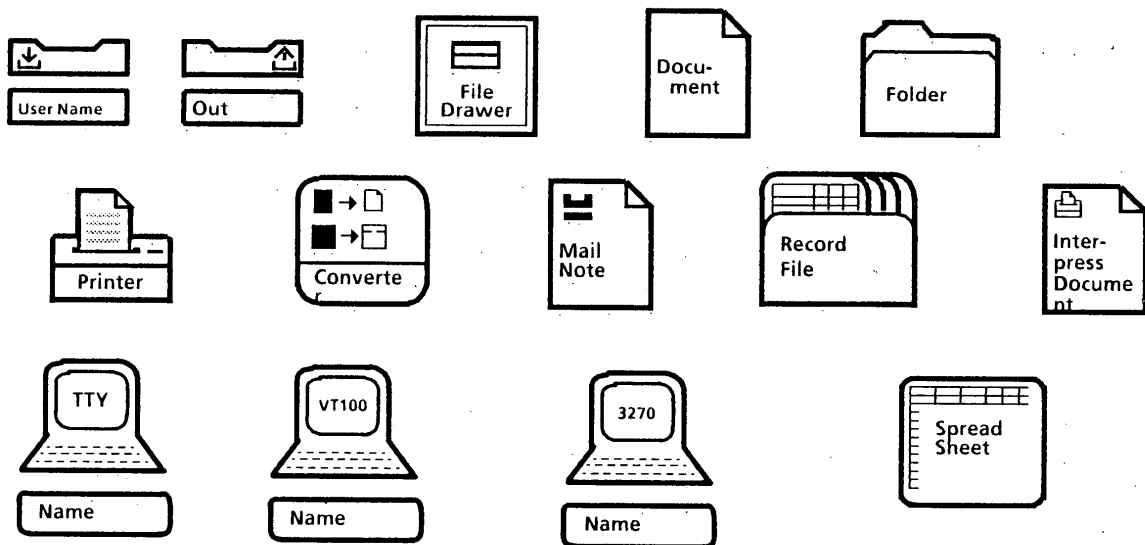 User Name
Out
File
Drawer
Docu-
ment
Folder
Printer
Converte
r
Mail
Note
Record
File
Inter-
press
Docume
nt
TTY
VT100
3270
Spread
Sheet
Name
Name
Name